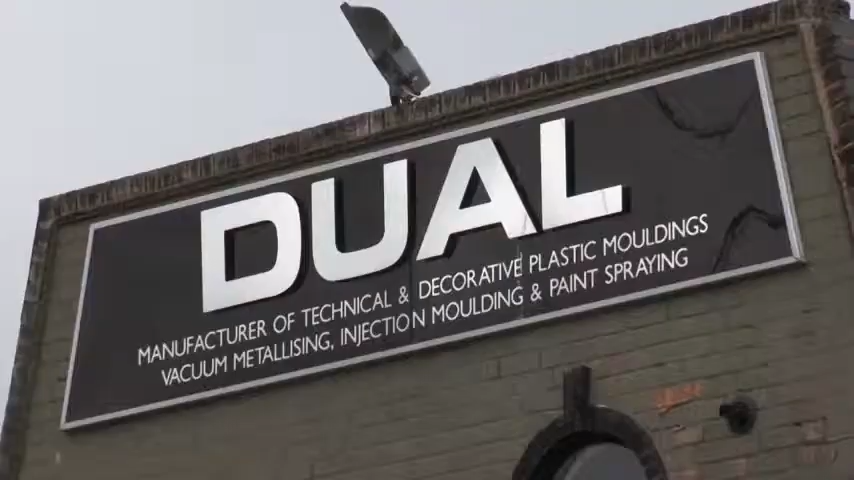 DUAL
MANUFACTURER OF TECHNICAL & DECORATIVE PLASTIC MOULDINGS
VACUUM METALLISING, INJECTION MOULDING & PAINT SPRAYING